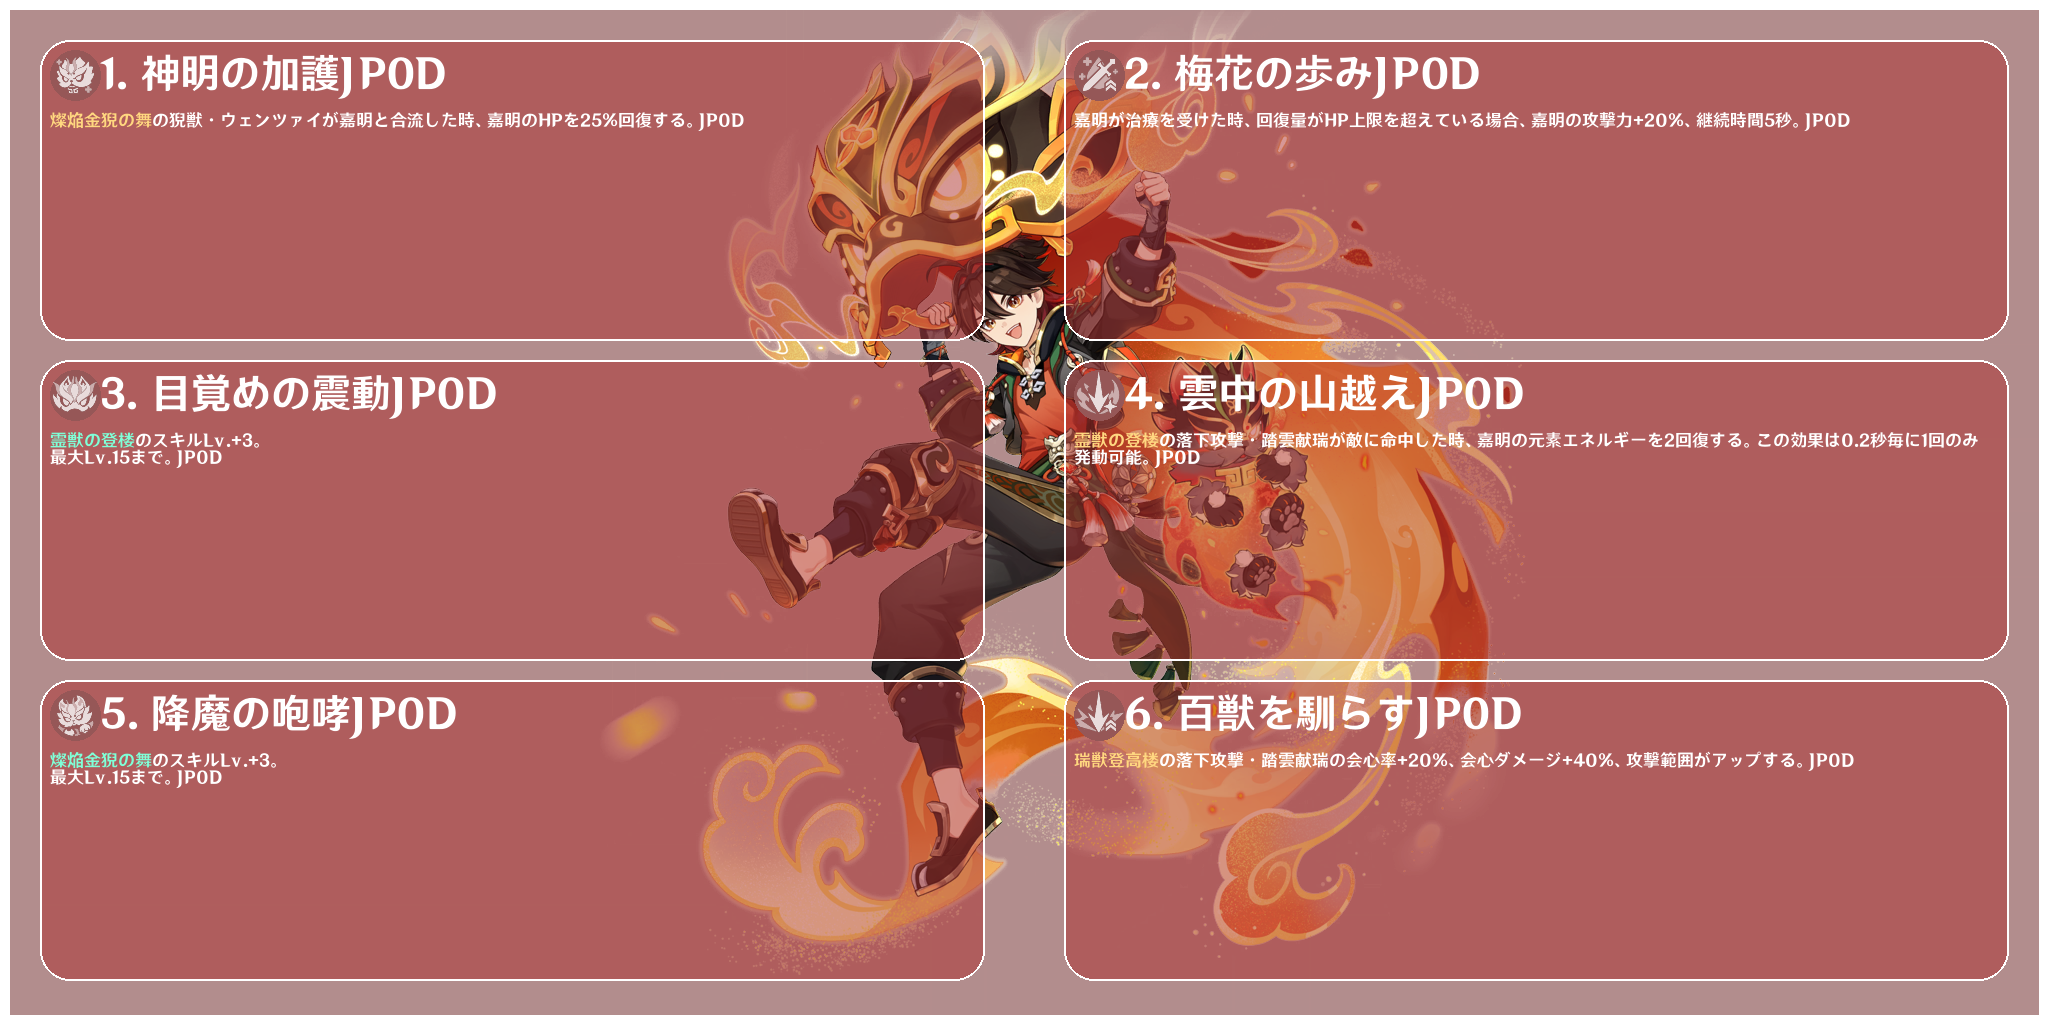 1. 神明の加護JP0D
燦焔金猊の舞の猊獣・ウェンツァイが嘉明と合流した時、嘉明のHPを25%回復する。JP0D
2. 梅花の歩みJP0D
嘉明が治療を受けた時、回復量がHP上限を超えている場合、嘉明の攻撃力+20%、継続時間5秒。JP0D
3. 目覚めの震動JP0D
霊獣の登楼のスキルLv.+3。
最大Lv.15まで。JP0D
4. 雲中の山越えJP0D
霊獣の登楼の落下攻撃・踏雲献瑞が敵に命中した時、嘉明の元素エネルギーを2回復する。この効果は0.2秒毎に1回のみ
発動可能。JP0D
5. 降魔の咆哮JP0D
燦焔金猊の舞のスキルLv.+3。
最大Lv.15まで。JP0D
6. 百獣を馴らすJP0D
瑞獣登高楼の落下攻撃・踏雲献瑞の会心率+20%、会心ダメージ+40%、攻撃範囲がアップする。JP0D